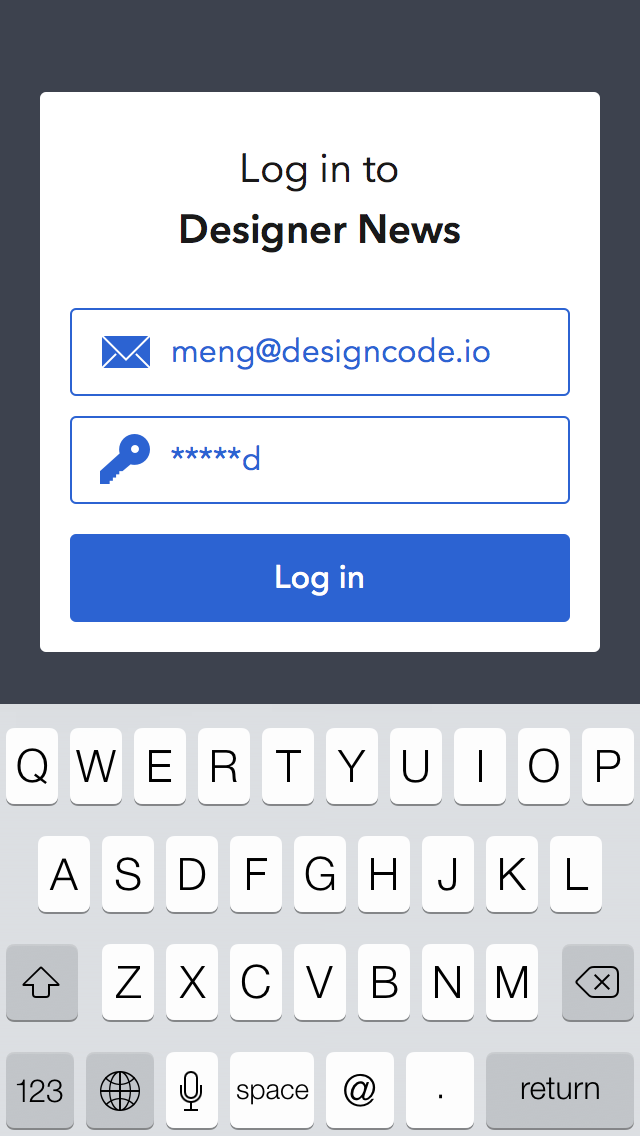 Log in to
Designer News
meng@designcode.io
*****d
Log in
Q W E R T Y U I O P
A S D F G H J K L
Z X C V B N M
123 space @ . return